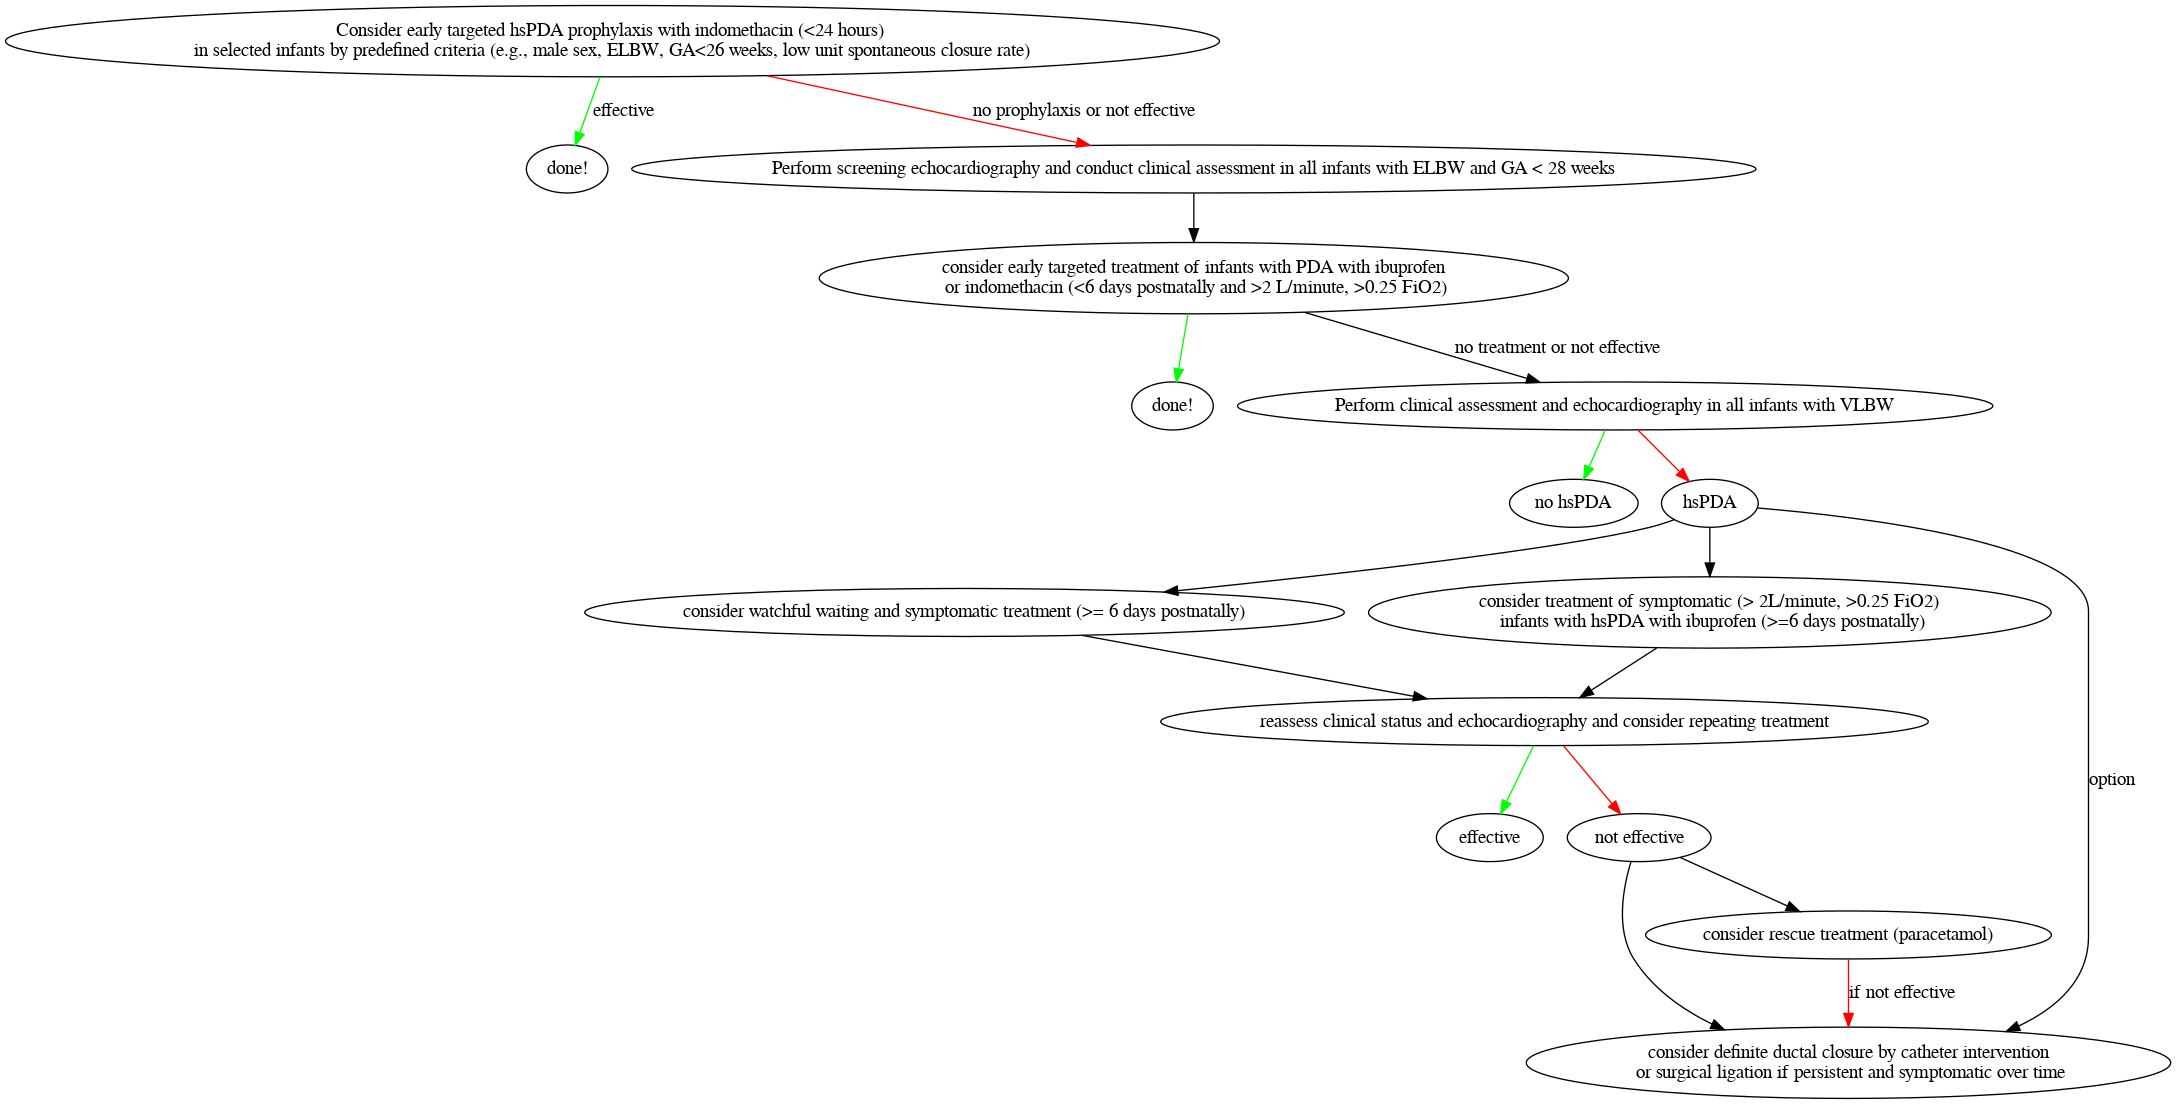 Consider early targeted hsPDA prophylaxis with indomethacin (<24 hours)
in selected infants by predefined criteria (e.g., male sex, ELBW, GA<26 weeks, low unit spontaneous closure rate)
effective
no prophylaxis or not effective
done!
Perform screening echocardiography and conduct clinical assessment in all infants with ELBW and GA < 28 weeks
consider early targeted treatment of infants with PDA with ibuprofen
or indomethacin (<6 days postnatally and >2 L/minute, >0.25 FiO2)
no treatment or not effective
done!
Perform clinical assessment and echocardiography in all infants with VLBW
no hsPDA
hsPDA
consider watchful waiting and symptomatic treatment (>= 6 days postnatally)
consider treatment of symptomatic (> 2L/minute, >0.25 FiO2)
infants with hsPDA with ibuprofen (>=6 days postnatally)
reassess clinical status and echocardiography and consider repeating treatment
option
effective
not effective
consider rescue treatment (paracetamol)
if not effective
consider definite ductal closure by catheter intervention
or surgical ligation if persistent and symptomatic over time